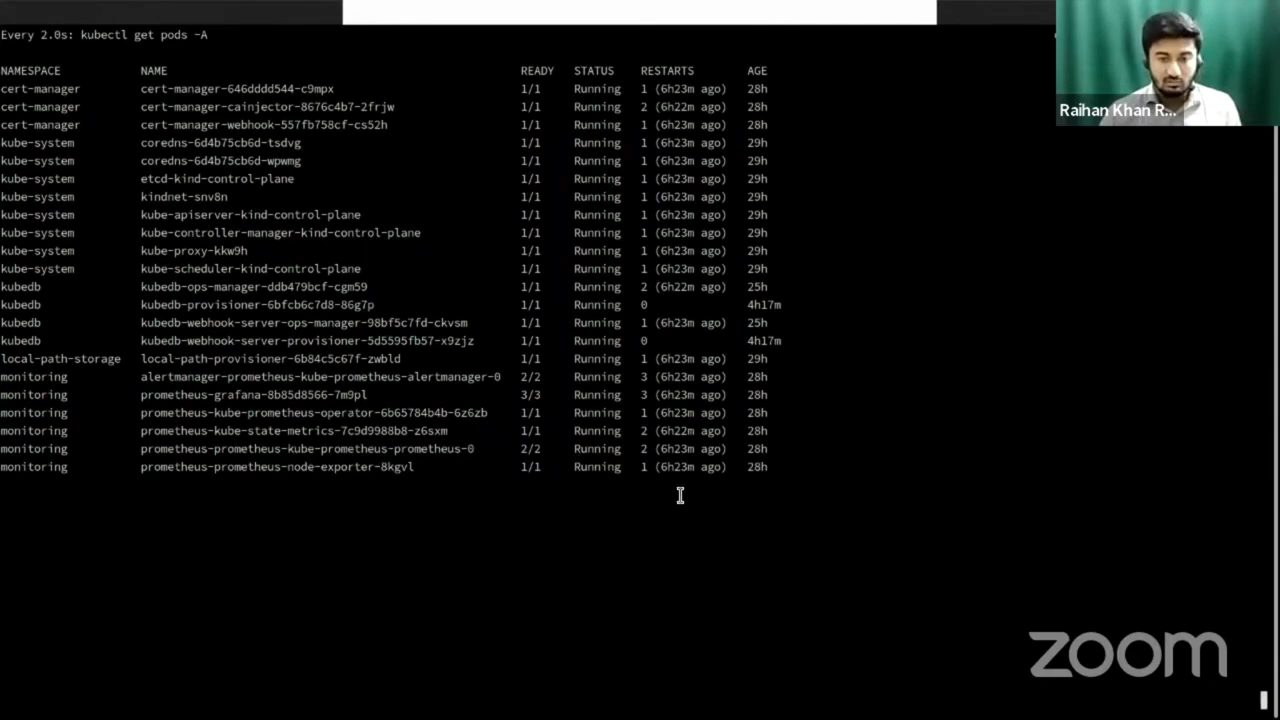 Every 2.0s: kubectl get pods -A
NAMESPACE NAME READY STATUS RESTARTS AGE
cert-manager cert-manager-646dddd544-c9mpx 1/1 Running 1 (6h23m ago) 28h
cert-manager cert-manager-cainjector-8676c4b7-2frjw 1/1 Running 2 (6h22m ago) 28h
cert-manager cert-manager-webhook-557fb758cf-cs52h 1/1 Running 1 (6h23m ago) 28h
kube-system coredns-6d4b75cb6d-tsdvg 1/1 Running 1 (6h23m ago) 29h
kube-system coredns-6d4b75cb6d-wpwmg 1/1 Running 1 (6h23m ago) 29h
kube-system etcd-kind-control-plane 1/1 Running 1 (6h23m ago) 29h
kube-system kindnet-snv8n 1/1 Running 1 (6h23m ago) 29h
kube-system kube-apiserver-kind-control-plane 1/1 Running 1 (6h23m ago) 29h
kube-system kube-controller-manager-kind-control-plane 1/1 Running 1 (6h23m ago) 29h
kube-system kube-proxy-kkw9h 1/1 Running 1 (6h23m ago) 29h
kube-system kube-scheduler-kind-control-plane 1/1 Running 1 (6h23m ago) 29h
kubedb kubedb-ops-manager-ddb479bcf-cgm59 1/1 Running 2 (6h22m ago) 25h
kubedb kubedb-provisioner-6bfcb6c7d8-86g7p 1/1 Running 0 4h17m
kubedb kubedb-webhook-server-ops-manager-98bf5c7fd-ckvsm 1/1 Running 1 (6h23m ago) 25h
kubedb kubedb-webhook-server-provisioner-5d5595fb57-x9zjz 1/1 Running 0 4h17m
local-path-storage local-path-provisioner-6b84c5c67f-zwbld 1/1 Running 1 (6h23m ago) 29h
monitoring alertmanager-prometheus-kube-prometheus-alertmanager-0 2/2 Running 3 (6h23m ago) 28h
monitoring prometheus-grafana-8b85d8566-7m9pl 3/3 Running 3 (6h23m ago) 28h
monitoring prometheus-kube-prometheus-operator-6b65784b4b-6z6zb 1/1 Running 1 (6h23m ago) 28h
monitoring prometheus-kube-state-metrics-7c9d9988b8-z6sxm 1/1 Running 2 (6h22m ago) 28h
monitoring prometheus-prometheus-kube-prometheus-prometheus-0 2/2 Running 2 (6h23m ago) 28h
monitoring prometheus-prometheus-node-exporter-8kgvl 1/1 Running 1 (6h23m ago) 28h
Raihan Khan R...
zoom